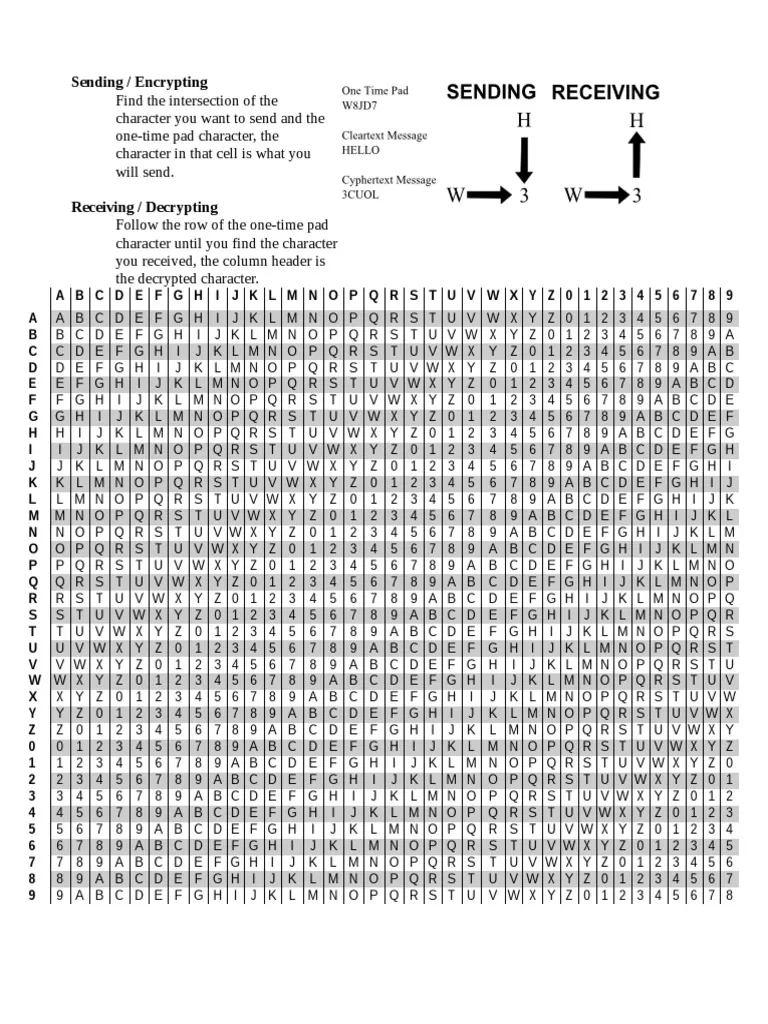 Sending / Encrypting
Find the intersection of the
character you want to send and the
one-time pad character, the
character in that cell is what you
will send.
Receiving / Decrypting
Follow the row of the one-time pad
character until you find the character
you received, the column header is
the decrypted character.
One Time Pad
W8JD7
Cleartext Message
HELLO
Cyphertext Message
3CUOL
SENDING RECEIVING
H H
W 3 W 3
A B C D E F G H I J K L M N O P Q R S T U V W X Y Z 0 1 2 3 4 5 6 7 8 9
A A B C D E F G H I J K L M N O P Q R S T U V W X Y Z 0 1 2 3 4 5 6 7 8 9
B B C D E F G H I J K L M N O P Q R S T U V W X Y Z 0 1 2 3 4 5 6 7 8 9 A
C C D E F G H I J K L M N O P Q R S T U V W X Y Z 0 1 2 3 4 5 6 7 8 9 A B
D D E F G H I J K L M N O P Q R S T U V W X Y Z 0 1 2 3 4 5 6 7 8 9 A B C
E E F G H I J K L M N O P Q R S T U V W X Y Z 0 1 2 3 4 5 6 7 8 9 A B C D
F F G H I J K L M N O P Q R S T U V W X Y Z 0 1 2 3 4 5 6 7 8 9 A B C D E
G G H I J K L M N O P Q R S T U V W X Y Z 0 1 2 3 4 5 6 7 8 9 A B C D E F
H H I J K L M N O P Q R S T U V W X Y Z 0 1 2 3 4 5 6 7 8 9 A B C D E F G
I I J K L M N O P Q R S T U V W X Y Z 0 1 2 3 4 5 6 7 8 9 A B C D E F G H
J J K L M N O P Q R S T U V W X Y Z 0 1 2 3 4 5 6 7 8 9 A B C D E F G H I
K K L M N O P Q R S T U V W X Y Z 0 1 2 3 4 5 6 7 8 9 A B C D E F G H I J
L L M N O P Q R S T U V W X Y Z 0 1 2 3 4 5 6 7 8 9 A B C D E F G H I J K
M M N O P Q R S T U V W X Y Z 0 1 2 3 4 5 6 7 8 9 A B C D E F G H I J K L
N N O P Q R S T U V W X Y Z 0 1 2 3 4 5 6 7 8 9 A B C D E F G H I J K L M
O O P Q R S T U V W X Y Z 0 1 2 3 4 5 6 7 8 9 A B C D E F G H I J K L M N
P P Q R S T U V W X Y Z 0 1 2 3 4 5 6 7 8 9 A B C D E F G H I J K L M N O
Q Q R S T U V W X Y Z 0 1 2 3 4 5 6 7 8 9 A B C D E F G H I J K L M N O P
R R S T U V W X Y Z 0 1 2 3 4 5 6 7 8 9 A B C D E F G H I J K L M N O P Q
S S T U V W X Y Z 0 1 2 3 4 5 6 7 8 9 A B C D E F G H I J K L M N O P Q R
T T U V W X Y Z 0 1 2 3 4 5 6 7 8 9 A B C D E F G H I J K L M N O P Q R S
U U V W X Y Z 0 1 2 3 4 5 6 7 8 9 A B C D E F G H I J K L M N O P Q R S T
V V W X Y Z 0 1 2 3 4 5 6 7 8 9 A B C D E F G H I J K L M N O P Q R S T U
W W X Y Z 0 1 2 3 4 5 6 7 8 9 A B C D E F G H I J K L M N O P Q R S T U V
X X Y Z 0 1 2 3 4 5 6 7 8 9 A B C D E F G H I J K L M N O P Q R S T U V W
Y Y Z 0 1 2 3 4 5 6 7 8 9 A B C D E F G H I J K L M N O P Q R S T U V W X
Z Z 0 1 2 3 4 5 6 7 8 9 A B C D E F G H I J K L M N O P Q R S T U V W X Y
0 0 1 2 3 4 5 6 7 8 9 A B C D E F G H I J K L M N O P Q R S T U V W X Y Z
1 1 2 3 4 5 6 7 8 9 A B C D E F G H I J K L M N O P Q R S T U V W X Y Z 0
2 2 3 4 5 6 7 8 9 A B C D E F G H I J K L M N O P Q R S T U V W X Y Z 0 1
3 3 4 5 6 7 8 9 A B C D E F G H I J K L M N O P Q R S T U V W X Y Z 0 1 2
4 4 5 6 7 8 9 A B C D E F G H I J K L M N O P Q R S T U V W X Y Z 0 1 2 3
5 5 6 7 8 9 A B C D E F G H I J K L M N O P Q R S T U V W X Y Z 0 1 2 3 4
6 6 7 8 9 A B C D E F G H I J K L M N O P Q R S T U V W X Y Z 0 1 2 3 4 5
7 7 8 9 A B C D E F G H I J K L M N O P Q R S T U V W X Y Z 0 1 2 3 4 5 6
8 8 9 A B C D E F G H I J K L M N O P Q R S T U V W X Y Z 0 1 2 3 4 5 6 7
9 9 A B C D E F G H I J K L M N O P Q R S T U V W X Y Z 0 1 2 3 4 5 6 7 8